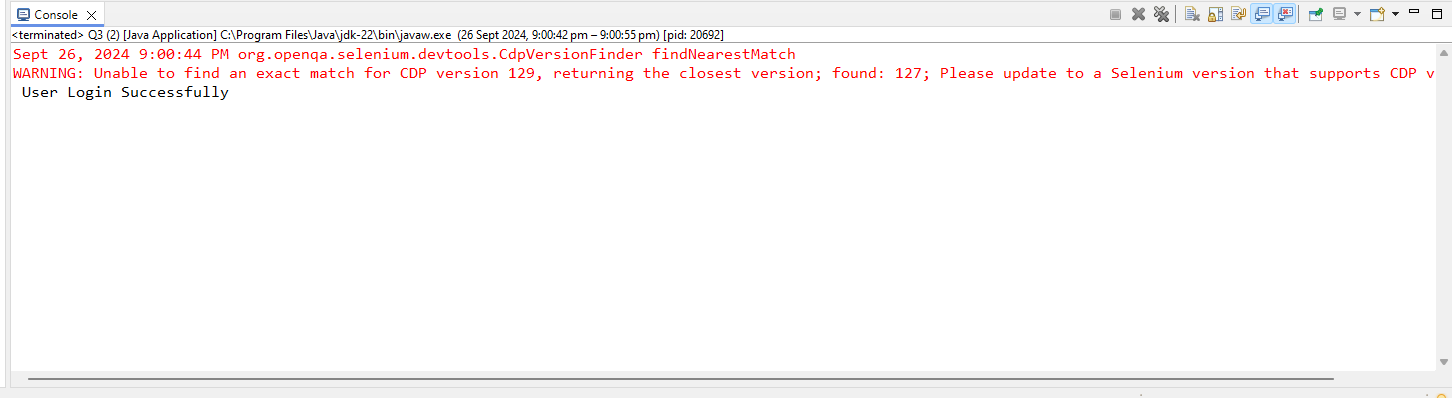 Console
<terminated> Q3 (2) [Java Application] C:\Program Files\Java\jdk-22\bin\javaw.exe (26 Sept 2024, 9:00:42 pm – 9:00:55 pm) [pid: 20692]
Sept 26, 2024 9:00:44 PM org.openqa.selenium.devtools.CdpVersionFinder findNearestMatch
WARNING: Unable to find an exact match for CDP version 129, returning the closest version; found: 127; Please update to a Selenium version that supports CDP v
User Login Successfully